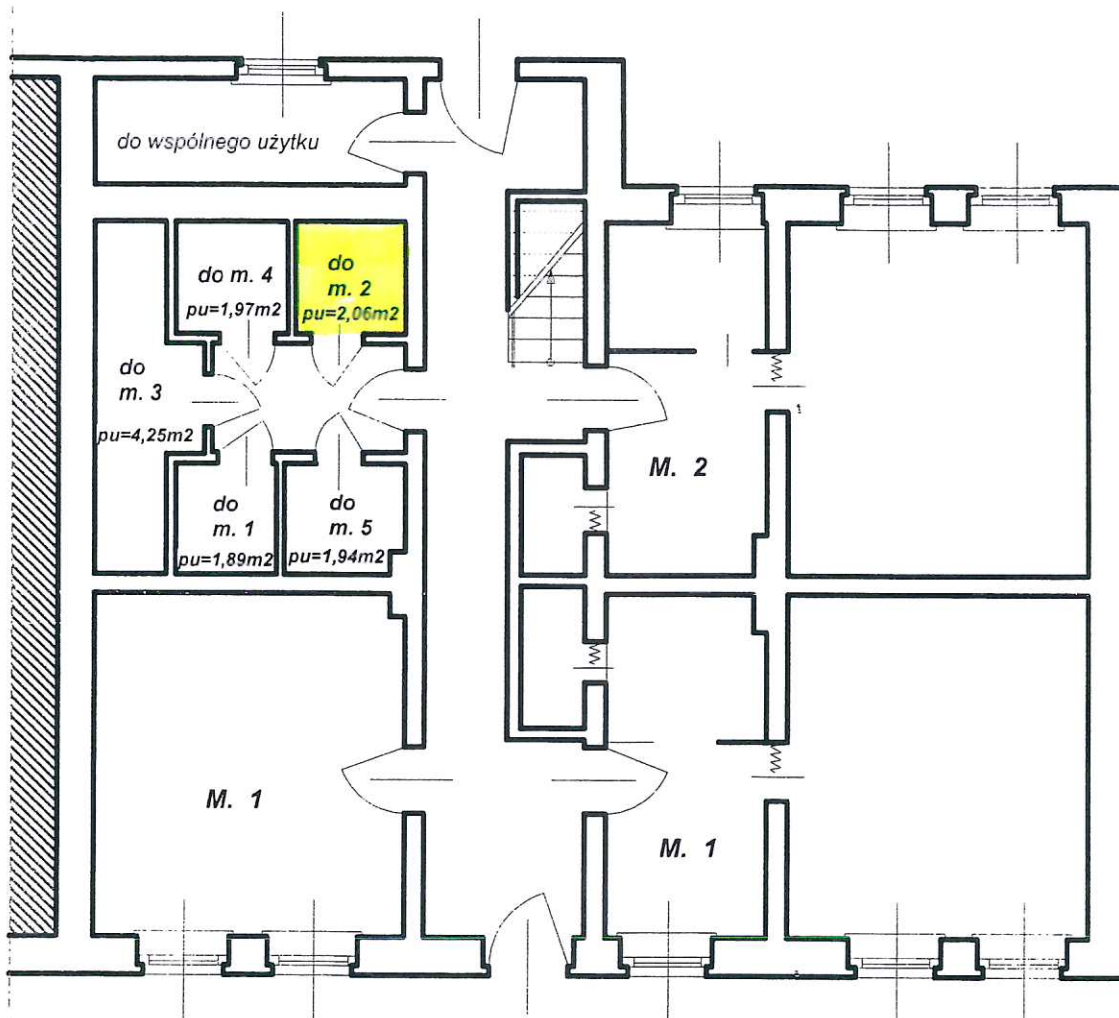 do wspólnego użytku
do m. 4
pu=1,97m2
do
m. 2
pu=2,06m2
do
m. 3
pu=4,25m2
do
m. 1
pu=1,89m2
do
m. 5
pu=1,94m2
M. 2
1
M. 1
M. 1